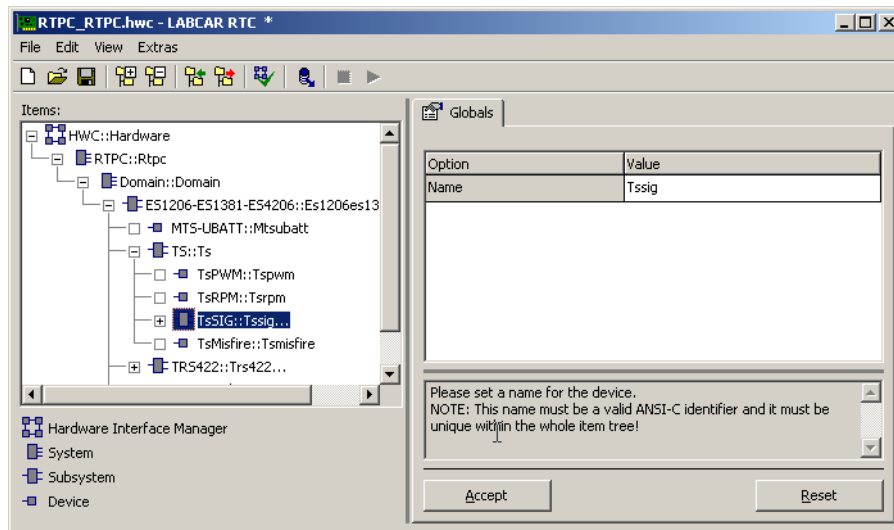 RTPC_RTPC.hwc - LABCAR RTC *
File Edit View Extras
Items:
HWC::Hardware
RTPC::Rtpc
Domain::Domain
ES1206-ES1381-ES4206::Es1206es13
MTS-UBATT::Mtsubatt
TS::Ts
TsPWM::Tspwm
TsRPM::Tsrpm
TsSIG::Tssig...
TsMisfire::Tsmisfire
TRS422::Trs422...
Hardware Interface Manager
System
Subsystem
Device
Globals
Option Value
Name Tssig
Please set a name for the device.
NOTE: This name must be a valid ANSI-C identifier and it must be
unique within the whole item tree!
Accept Reset